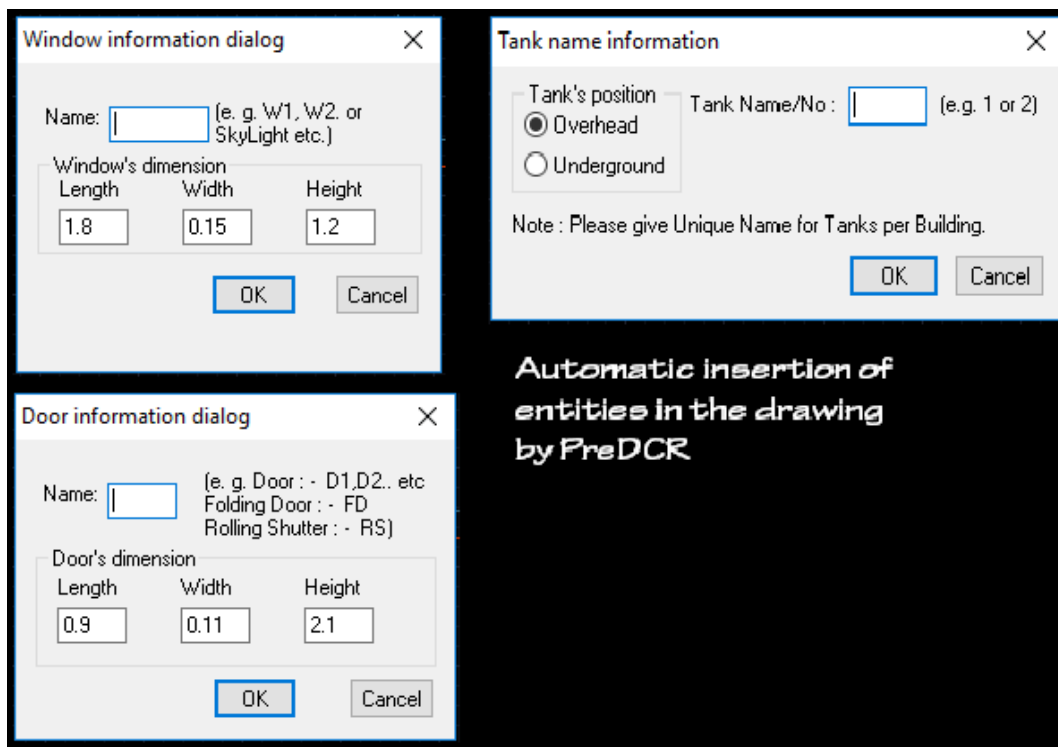 Window information dialog
Name:
(e. g. W1, W2. or
SkyLight etc.)
Window's dimension
Length Width Height
1.8 0.15 1.2
OK Cancel
Tank name information
Tank's position
Overhead
Underground
Tank Name/No : (e.g. 1 or 2)
Note : Please give Unique Name for Tanks per Building.
OK Cancel
Automatic insertion of
entities in the drawing
by PreDCR
Door information dialog
Name:
(e. g. Door : - D1,D2.. etc
Folding Door : - FD
Rolling Shutter : - RS)
Door's dimension
Length Width Height
0.9 0.11 2.1
OK Cancel